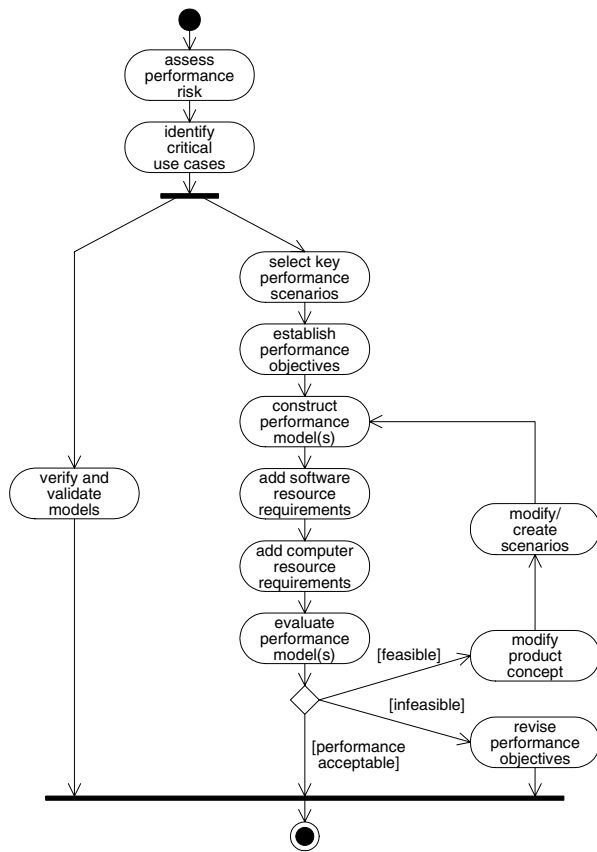 assess
performance
risk
identify
critical
use cases
select key
performance
scenarios
establish
performance
objectives
construct
performance
model(s)
verify and
validate
models
add software
resource
requirements
modify/
create
scenarios
add computer
resource
requirements
evaluate
performance
model(s)
[feasible]
modify
product
concept
[infeasible]
revise
performance
objectives
[performance
acceptable]